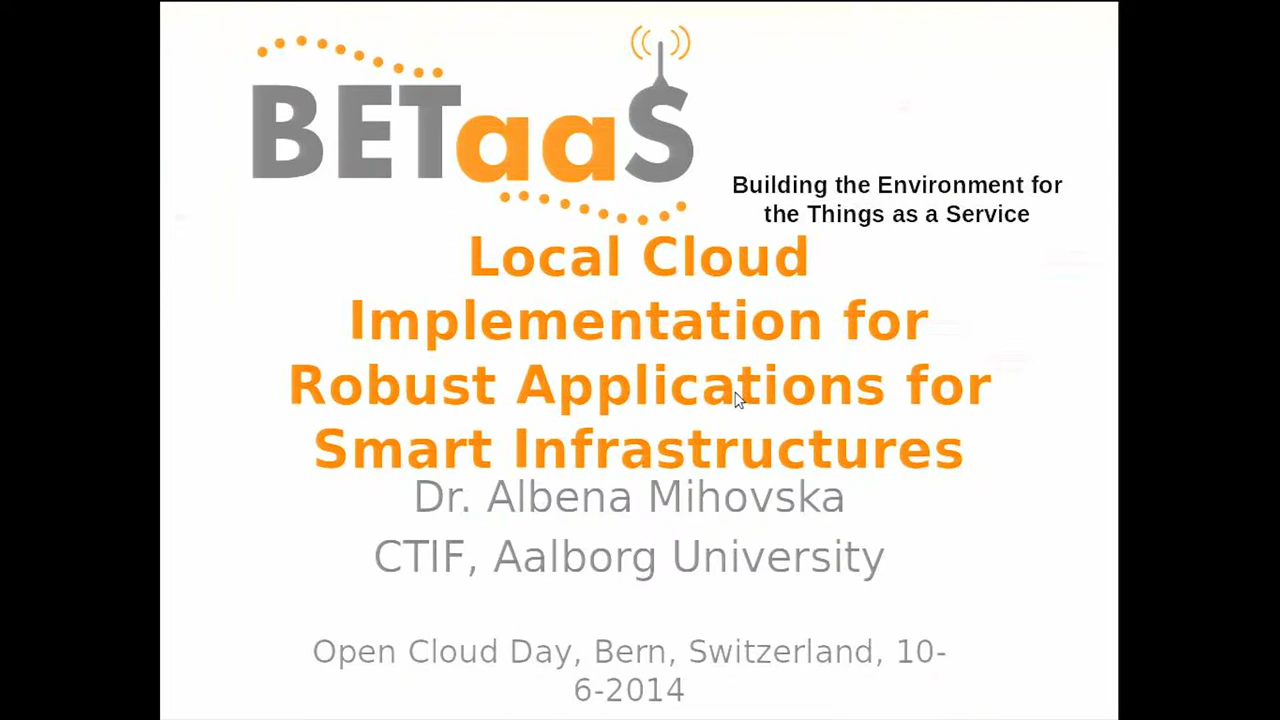 BETaaS
Building the Environment for
the Things as a Service
Local Cloud
Implementation for
Robust Applications for
Smart Infrastructures
Dr. Albena Mihovska
CTIF, Aalborg University
Open Cloud Day, Bern, Switzerland, 10-
6-2014